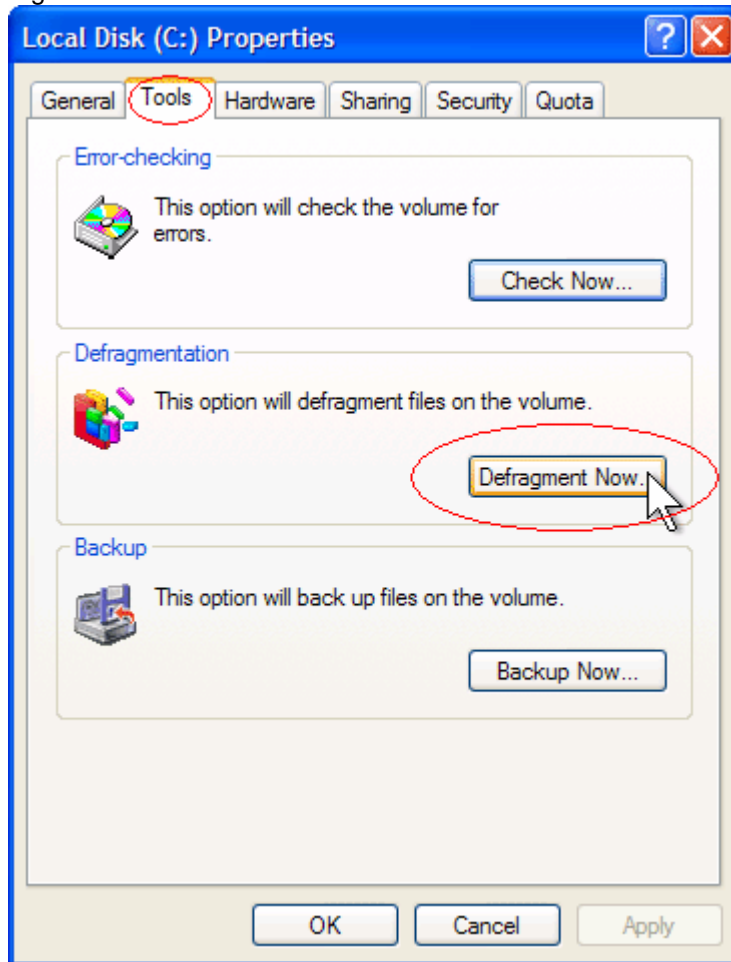 Local Disk (C:) Properties
General Tools Hardware Sharing Security Quota
Error-checking
This option will check the volume for
errors.
Check Now...
Defragmentation
This option will defragment files on the volume.
Defragment Now..
Backup
This option will back up files on the volume.
Backup Now...
OK Cancel Apply